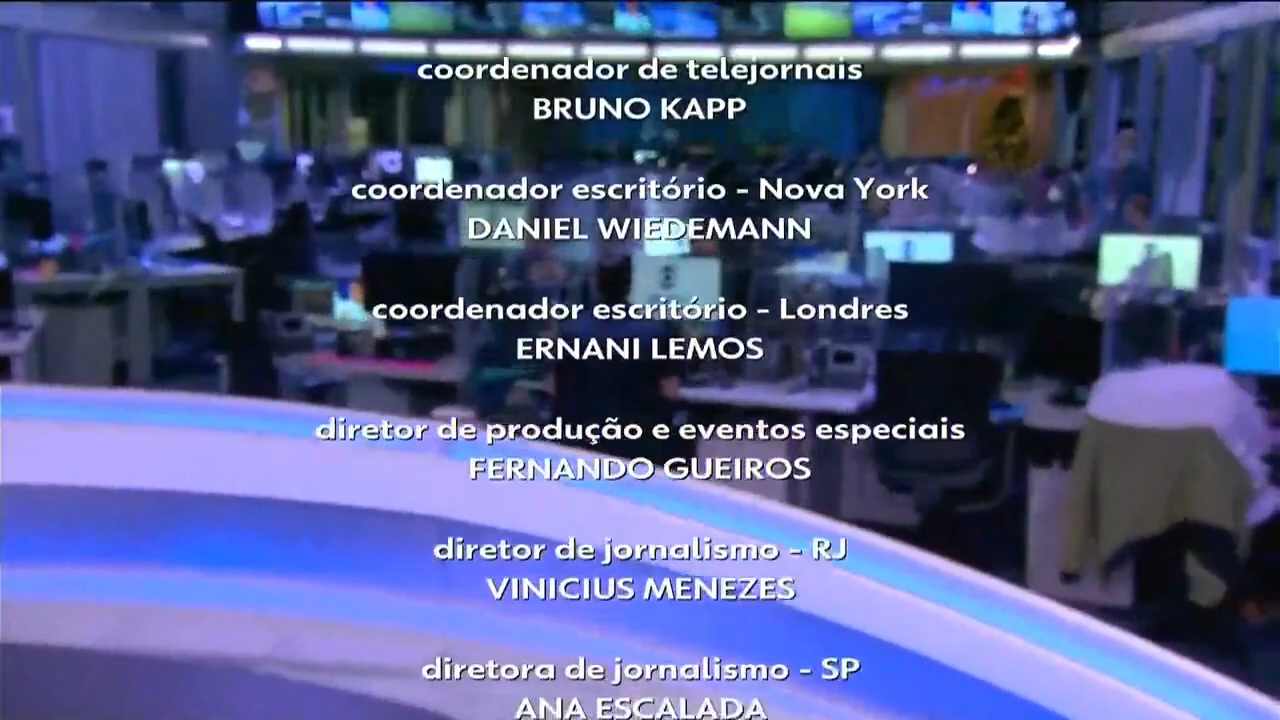 coordenador de telejornais
BRUNO KAPP
coordenador escritório - Nova York
DANIEL WIEDEMANN
coordenador escritório - Londres
ERNANI LEMOS
diretor de produção e eventos especiais
FERNANDO GUEIROS
diretor de jornalismo - RJ
VINICIUS MENEZES
diretora de jornalismo - SP
ANA ESCALADA